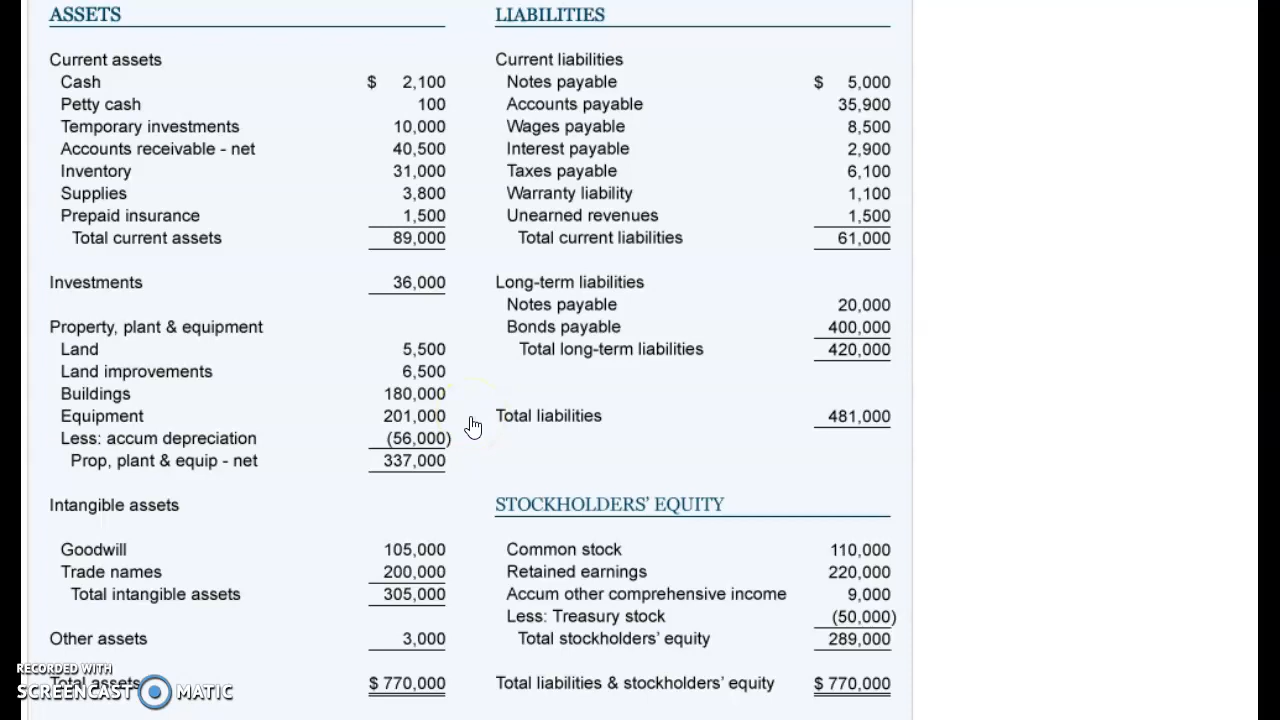 ASSETS
Current assets
Cash $ 2,100
Petty cash 100
Temporary investments 10,000
Accounts receivable - net 40,500
Inventory 31,000
Supplies 3,800
Prepaid insurance 1,500
Total current assets 89,000
Investments 36,000
Property, plant & equipment
Land 5,500
Land improvements 6,500
Buildings 180,000
Equipment 201,000
Less: accum depreciation (56,000)
Prop, plant & equip - net 337,000
Intangible assets
Goodwill 105,000
Trade names 200,000
Total intangible assets 305,000
Other assets 3,000
Total assets $ 770,000
LIABILITIES
Current liabilities
Notes payable $ 5,000
Accounts payable 35,900
Wages payable 8,500
Interest payable 2,900
Taxes payable 6,100
Warranty liability 1,100
Unearned revenues 1,500
Total current liabilities 61,000
Long-term liabilities
Notes payable 20,000
Bonds payable 400,000
Total long-term liabilities 420,000
Total liabilities 481,000
STOCKHOLDERS’ EQUITY
Common stock 110,000
Retained earnings 220,000
Accum other comprehensive income 9,000
Less: Treasury stock (50,000)
Total stockholders’ equity 289,000
Total liabilities & stockholders’ equity $ 770,000
RECORDED WITH
SCREENCAST MATIC